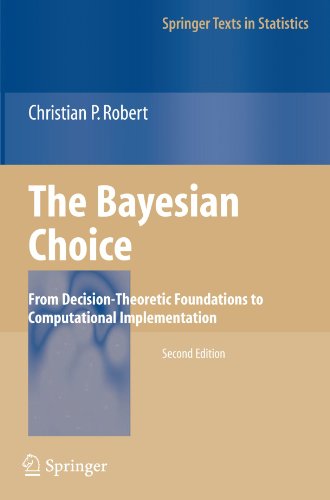 Springer Texts in Statistics
Christian P. Robert
The Bayesian
Choice
From Decision-Theoretic Foundations to
Computational Implementation
Second Edition
Springer